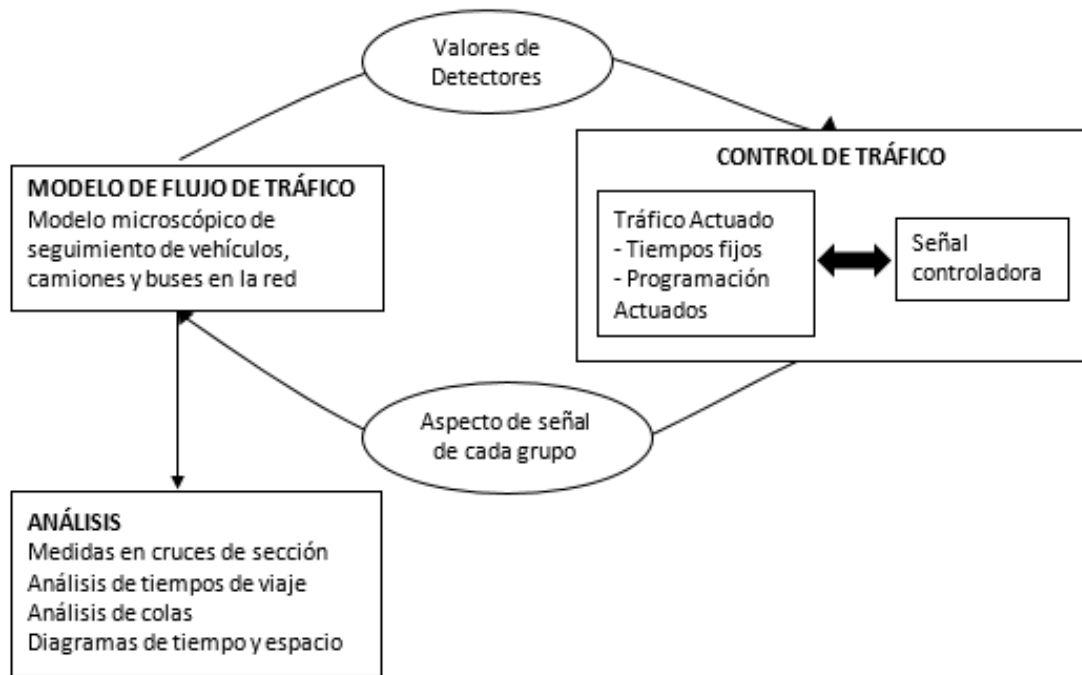 Valores de
Detectores
CONTROL DE TRÁFICO
MODELO DE FLUJO DE TRÁFICO
Modelo microscópico de
seguimiento de vehículos,
camiones y buses en la red
Tráfico Actuado
- Tiempos fijos
- Programación
Actuados
Señal
controladora
Aspecto de señal
de cada grupo
ANÁLISIS
Medidas en cruces de sección
Análisis de tiempos de viaje
Análisis de colas
Diagramas de tiempo y espacio